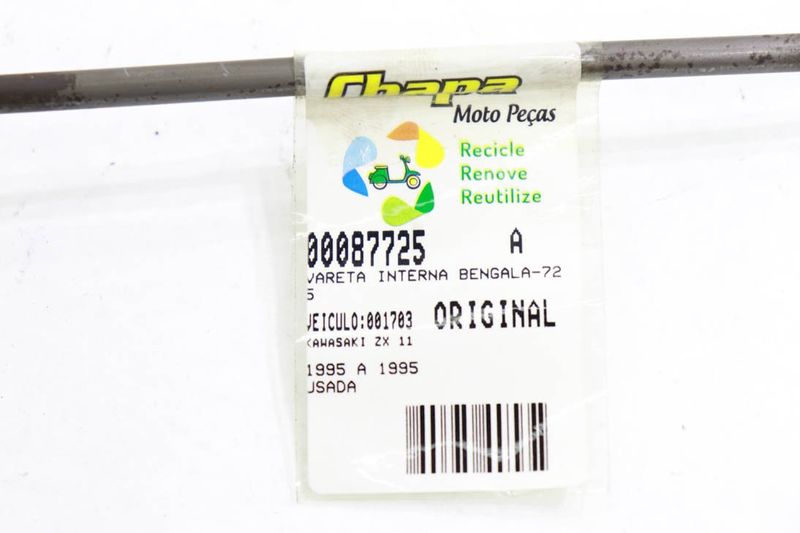 Chapa
Moto Peças
Recicle
Renove
Reutilize
00087725 A
VARETA INTERNA BENGALA-72
5
VEICULO:001703 ORIGINAL
KAWASAKI ZX 11
1995 A 1995
USADA